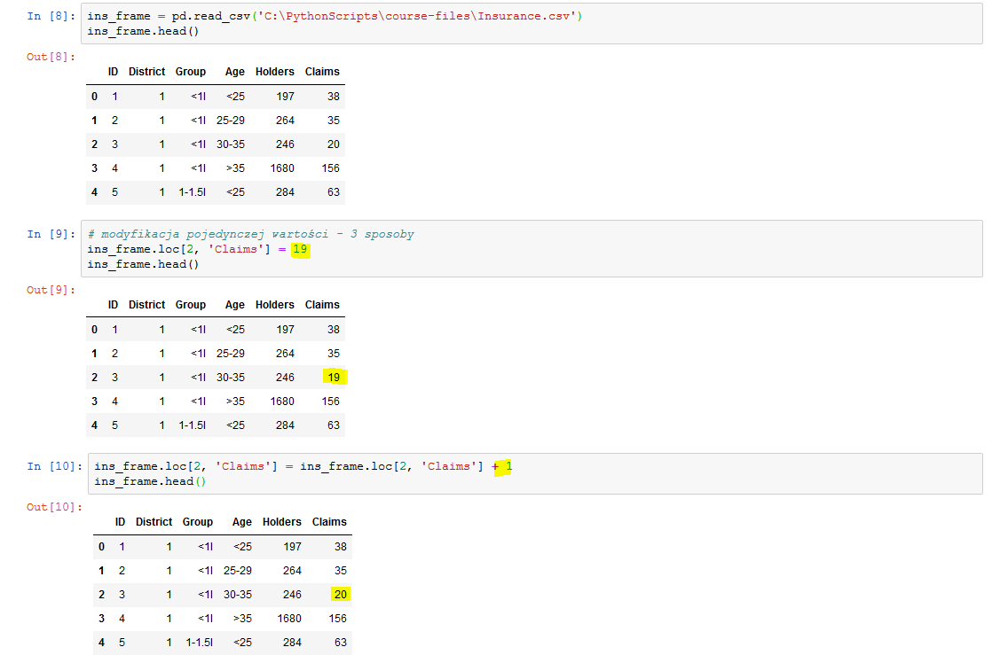 In [8]: ins_frame = pd.read_csv('C:\PythonScripts\course-files\Insurance.csv')
ins_frame.head()
Out[8]:
ID District Group Age Holders Claims
0 1 1 <1l <25 197 38
1 2 1 <1l 25-29 264 35
2 3 1 <1l 30-35 246 20
3 4 1 <1l >35 1680 156
4 5 1 1-1.5l <25 284 63
In [9]: # modyfikacja pojedynczej wartości - 3 sposoby
ins_frame.loc[2, 'Claims'] = 19
ins_frame.head()
Out[9]:
ID District Group Age Holders Claims
0 1 1 <1l <25 197 38
1 2 1 <1l 25-29 264 35
2 3 1 <1l 30-35 246 19
3 4 1 <1l >35 1680 156
4 5 1 1-1.5l <25 284 63
In [10]: ins_frame.loc[2, 'Claims'] = ins_frame.loc[2, 'Claims'] + 1
ins_frame.head()
Out[10]:
ID District Group Age Holders Claims
0 1 1 <1l <25 197 38
1 2 1 <1l 25-29 264 35
2 3 1 <1l 30-35 246 20
3 4 1 <1l >35 1680 156
4 5 1 1-1.5l <25 284 63